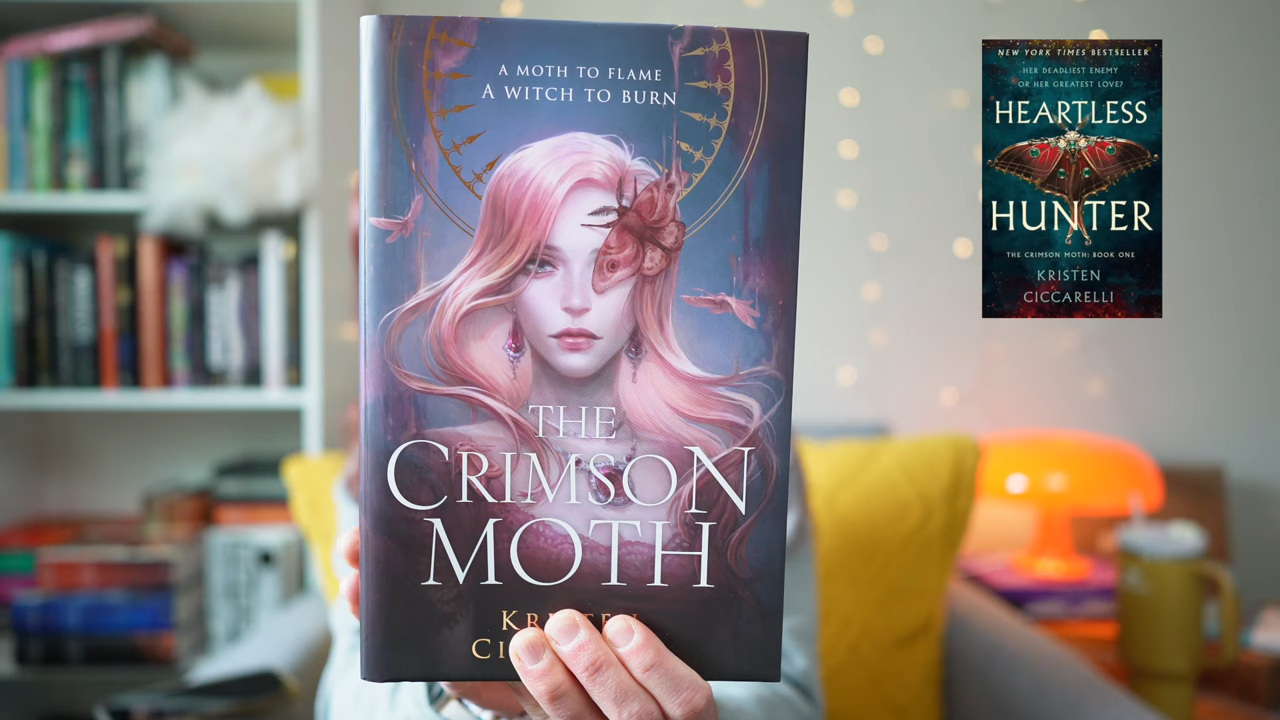 A MOTH TO FLAME
A WITCH TO BURN
THE
CRIMSON
MOTH
NEW YORK TIMES BESTSELLER
HER DEADLIEST ENEMY
OR HER GREATEST LOVE?
HEARTLESS
HUNTER
THE CRIMSON MOTH: BOOK ONE
KRISTEN
CICCARELLI